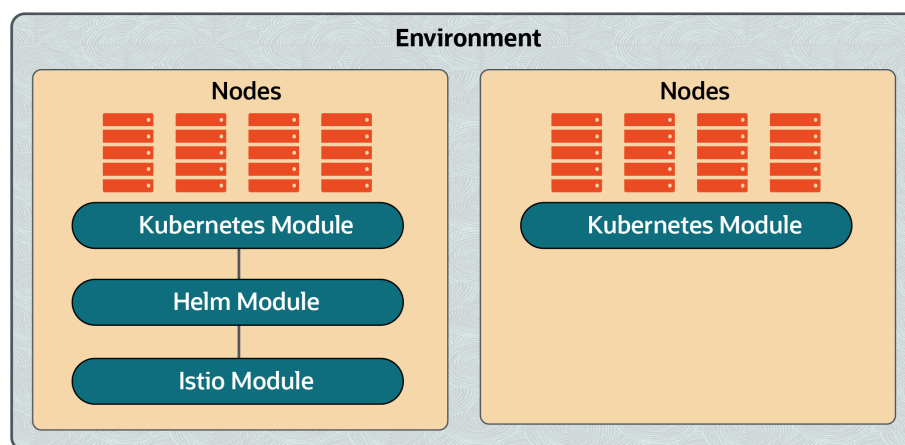 Environment
Nodes
Kubernetes Module
Helm Module
Istio Module
Nodes
Kubernetes Module